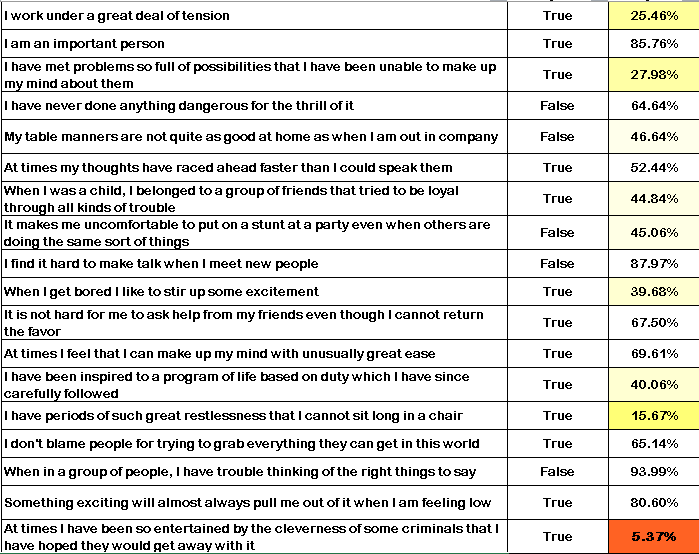 I work under a great deal of tension True 25.46%
I am an important person True 85.76%
I have met problems so full of possibilities that I have been unable to make up
my mind about them True 27.98%
I have never done anything dangerous for the thrill of it False 64.64%
My table manners are not quite as good at home as when I am out in company False 46.64%
At times my thoughts have raced ahead faster than I could speak them True 52.44%
When I was a child, I belonged to a group of friends that tried to be loyal
through all kinds of trouble True 44.84%
It makes me uncomfortable to put on a stunt at a party even when others are
doing the same sort of things False 45.06%
I find it hard to make talk when I meet new people False 87.97%
When I get bored I like to stir up some excitement True 39.68%
It is not hard for me to ask help from my friends even though I cannot return
the favor True 67.50%
At times I feel that I can make up my mind with unusually great ease True 69.61%
I have been inspired to a program of life based on duty which I have since
carefully followed True 40.06%
I have periods of such great restlessness that I cannot sit long in a chair True 15.67%
I don't blame people for trying to grab everything they can get in this world True 65.14%
When in a group of people, I have trouble thinking of the right things to say False 93.99%
Something exciting will almost always pull me out of it when I am feeling low True 80.60%
At times I have been so entertained by the cleverness of some criminals that I
have hoped they would get away with it True 5.37%